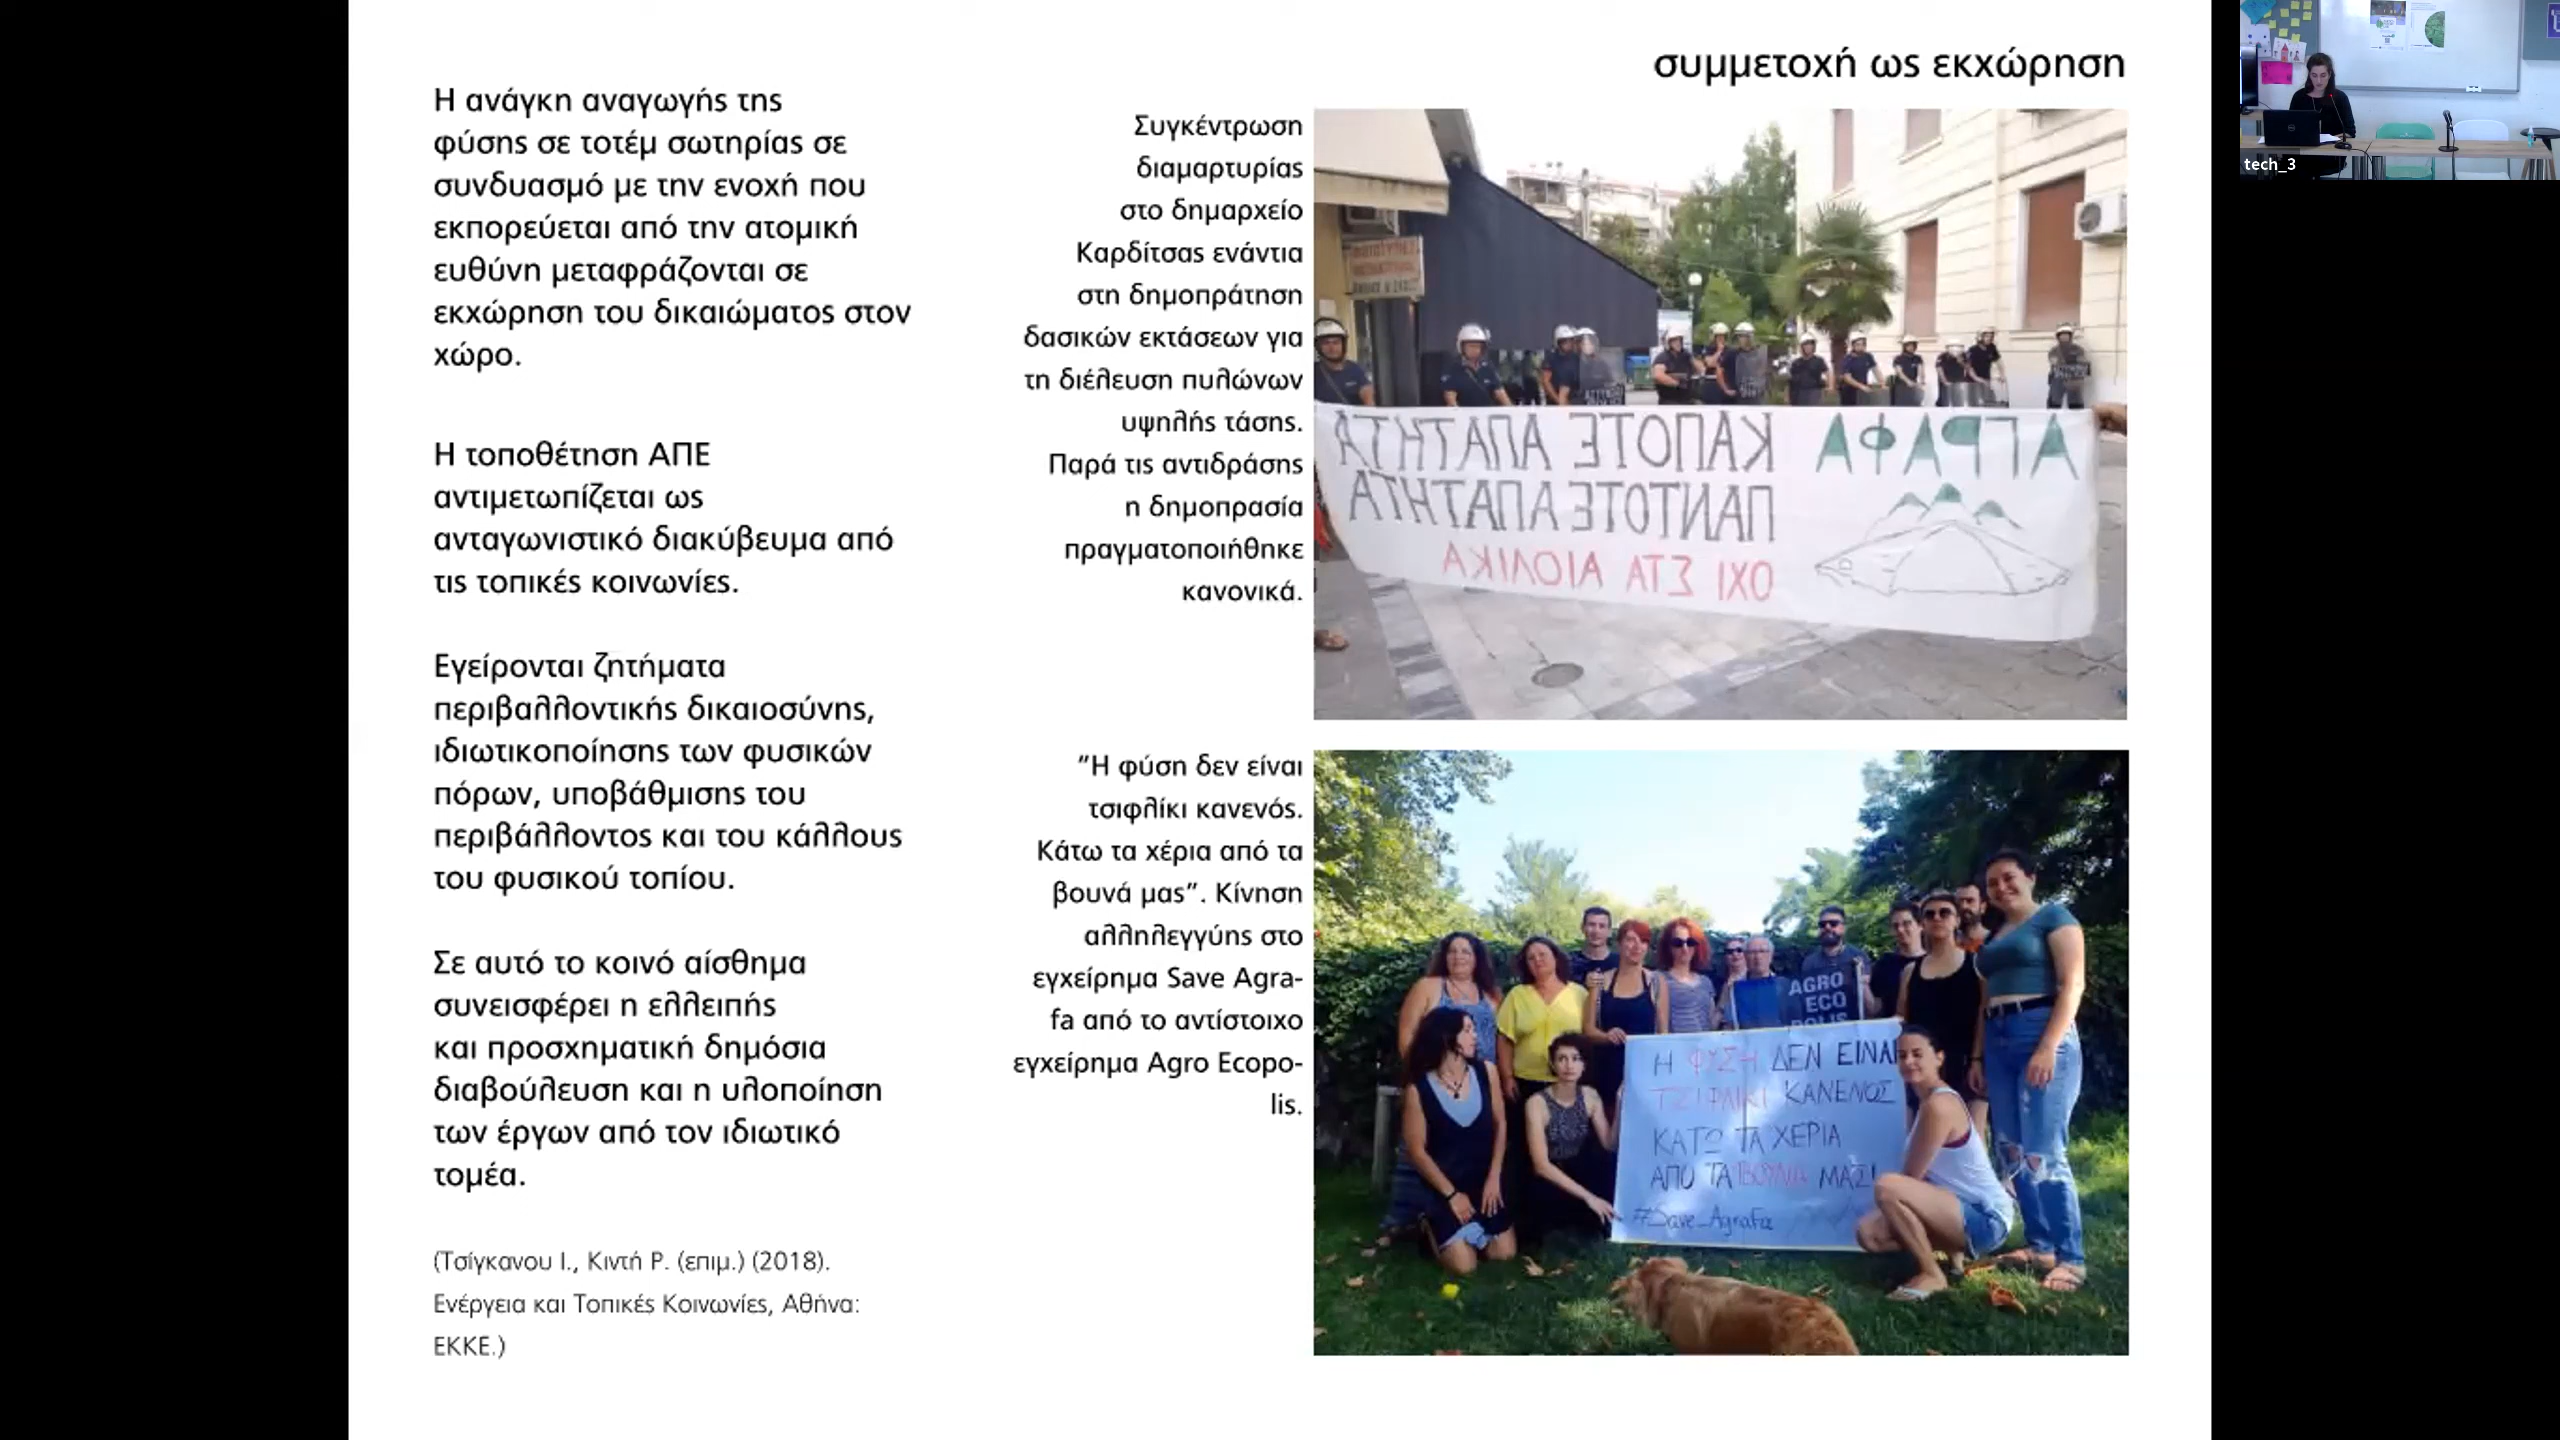 συμμετοχή ως εκχώρηση
Η ανάγκη αναγωγής της
φύσης σε τοτέμ σωτηρίας σε
συνδυασμό με την ενοχή που
εκπορεύεται από την ατομική
ευθύνη μεταφράζονται σε
εκχώρηση του δικαιώματος στον
χώρο.
Η τοποθέτηση ΑΠΕ
αντιμετωπίζεται ως
ανταγωνιστικό διακύβευμα από
τις τοπικές κοινωνίες.
Εγείρονται ζητήματα
περιβαλλοντικής δικαιοσύνης,
ιδιωτικοποίησης των φυσικών
πόρων, υποβάθμισης του
περιβάλλοντος και του κάλλους
του φυσικού τοπίου.
Σε αυτό το κοινό αίσθημα
συνεισφέρει η ελλειπής
και προσχηματική δημόσια
διαβούλευση και η υλοποίηση
των έργων από τον ιδιωτικό
τομέα.
(Τσίγκανου Ι., Κιντή Ρ. (επιμ.) (2018).
Ενέργεια και Τοπικές Κοινωνίες, Αθήνα:
ΕΚΚΕ.)
Συγκέντρωση
διαμαρτυρίας
στο δημαρχείο
Καρδίτσας ενάντια
στη δημοπράτηση
δασικών εκτάσεων για
τη διέλευση πυλώνων
υψηλής τάσης.
Παρά τις αντιδράσης
η δημοπρασία
πραγματοποιήθηκε
κανονικά.
ΑΓΡΑΦΑ
ΚΑΠΟΤΕ ΑΠΑΤΗΤΑ
ΠΑΝΤΟΤΕ ΑΠΑΤΗΤΑ
ΟΧΙ ΣΤΑ ΑΙΟΛΙΚΑ
"Η φύση δεν είναι
τσιφλίκι κανενός.
Κάτω τα χέρια από τα
βουνά μας". Κίνηση
αλληλεγγύης στο
εγχείρημα Save Agra-
fa από το αντίστοιχο
εγχείρημα Agro Ecopo-
lis.
AGRO
ECO
POLIS
Η ΦΥΣΗ ΔΕΝ ΕΙΝΑΙ
ΤΣΙΦΛΙΚΙ ΚΑΝΕΝΟΣ
ΚΑΤΩ ΤΑ ΧΕΡΙΑ
ΑΠΟ ΤΑ ΒΟΥΝΑ ΜΑΣ!
#Save_Agrafa
tech_3